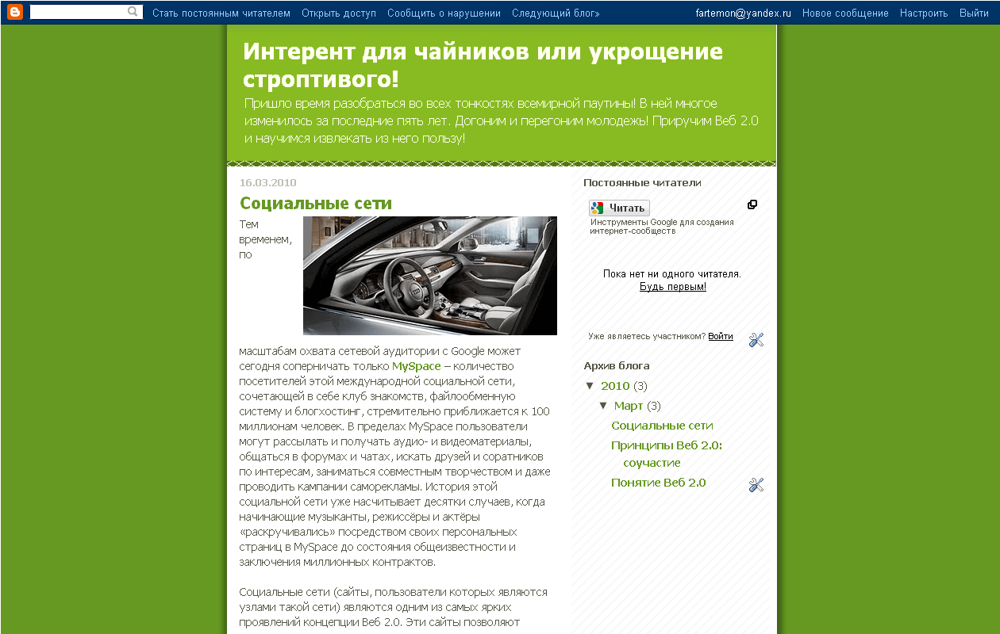 Стать постоянным читателем Открыть доступ Сообщить о нарушении Следующий блог» fartemon@yandex.ru Новое сообщение Настроить Выйти
Интерент для чайников или укрощение
строптивого!
Пришло время разобраться во всех тонкостях всемирной паутины! В ней многое
изменилось за последние пять лет. Догоним и перегоним молодежь! Приручим Веб 2.0
и научимся извлекать из него пользу!
16.03.2010
Социальные сети
Тем
временем,
по
масштабам охвата сетевой аудитории с Google может
сегодня соперничать только MySpace – количество
посетителей этой международной социальной сети,
сочетающей в себе клуб знакомств, файлообменную
систему и блогхостинг, стремительно приближается к 100
миллионам человек. В пределах MySpace пользователи
могут рассылать и получать аудио- и видеоматериалы,
общаться в форумах и чатах, искать друзей и соратников
по интересам, заниматься совместным творчеством и даже
проводить кампании саморекламы. История этой
социальной сети уже насчитывает десятки случаев, когда
начинающие музыканты, режиссёры и актёры
«раскручивались» посредством своих персональных
страниц в MySpace до состояния общеизвестности и
заключения миллионных контрактов.
Социальные сети (сайты, пользователи которых являются
узлами такой сети) являются одним из самых ярких
проявлений концепции Веб 2.0. Эти сайты позволяют
Постоянные читатели
Читать
Инструменты Google для создания
интернет-сообществ
Пока нет ни одного читателя.
Будь первым!
Уже являетесь участником? Войти
Архив блога
▼ 2010 (3)
▼ Март (3)
Социальные сети
Принципы Веб 2.0:
соучастие
Понятие Веб 2.0